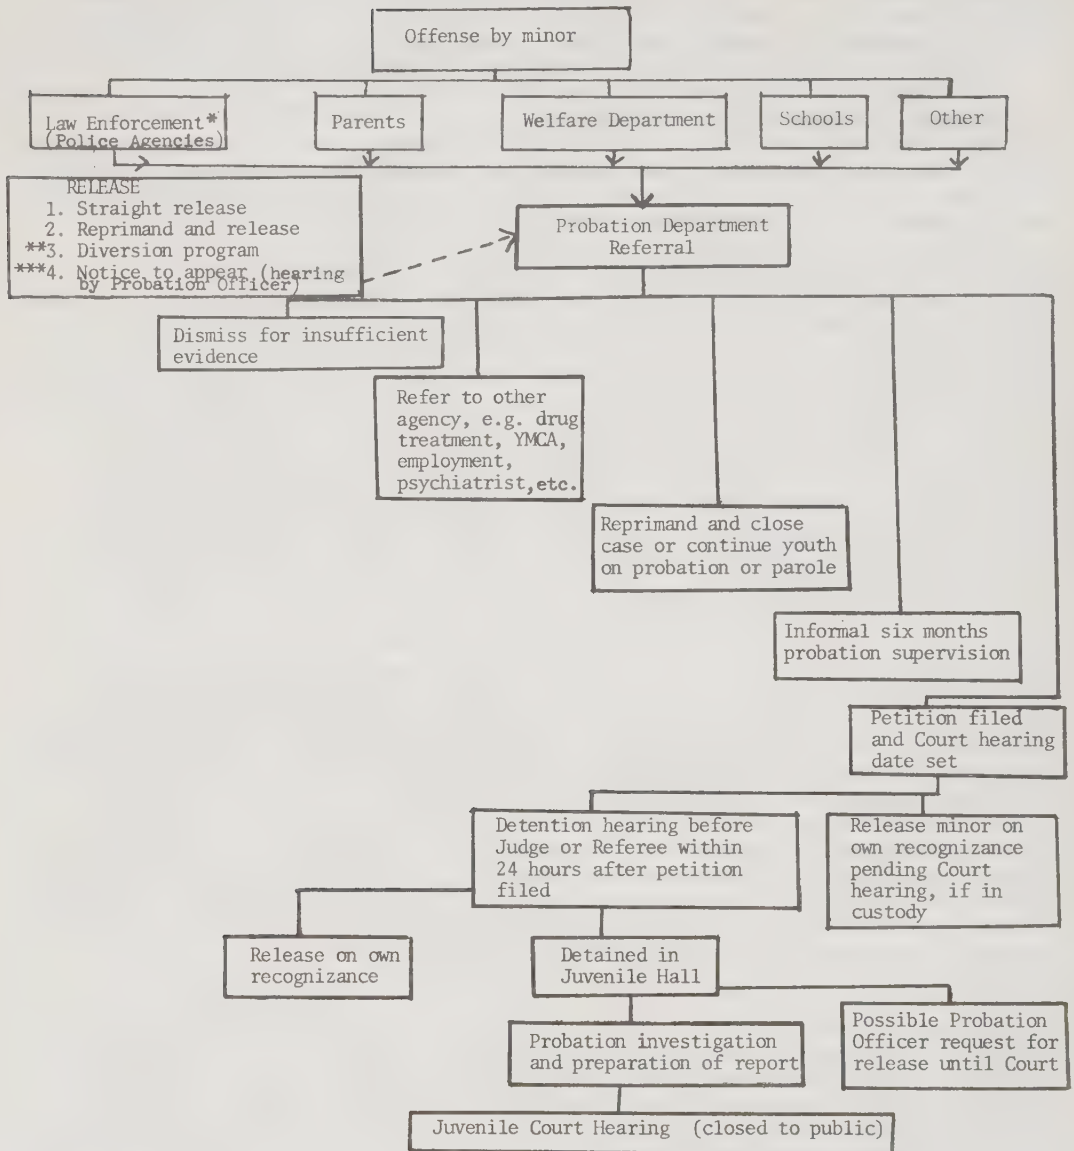 Offense by minor
Law Enforcement*
(Police Agencies)
Parents
Welfare Department
Schools
Other
RELEASE
1. Straight release
2. Reprimand and release
**3. Diversion program
***4. Notice to appear (hearing
by Probation Officer)
Probation Department
Referral
Dismiss for insufficient
evidence
Refer to other
agency, e.g. drug
treatment, YMCA,
employment,
psychiatrist,etc.
Reprimand and close
case or continue youth
on probation or parole
Informal six months
probation supervision
Petition filed
and Court hearing
date set
Detention hearing before
Judge or Referee within
24 hours after petition
filed
Release minor on
own recognizance
pending Court
hearing, if in
custody
Release on own
recognizance
Detained in
Juvenile Hall
Probation investigation
and preparation of report
Possible Probation
Officer request for
release until Court
Juvenile Court Hearing (closed to public)